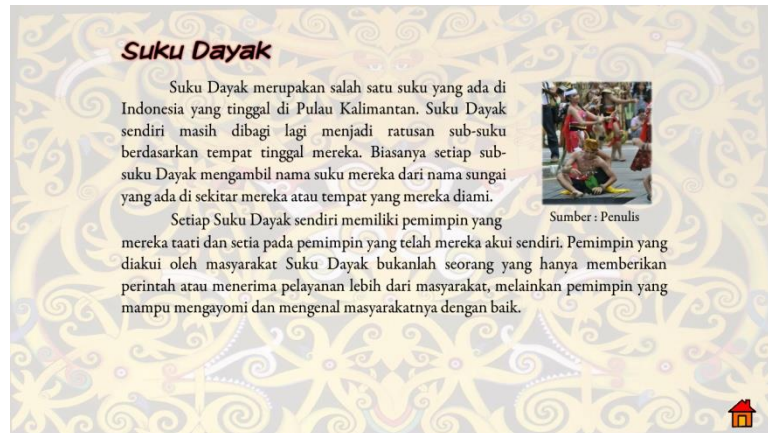 Suku Dayak
Suku Dayak merupakan salah satu suku yang ada di
Indonesia yang tinggal di Pulau Kalimantan. Suku Dayak
sendiri masih dibagi lagi menjadi ratusan sub-suku
berdasarkan tempat tinggal mereka. Biasanya setiap sub-
suku Dayak mengambil nama suku mereka dari nama sungai
yang ada di sekitar mereka atau tempat yang mereka diami.
Sumber : Penulis
Setiap Suku Dayak sendiri memiliki pemimpin yang
mereka taati dan setia pada pemimpin yang telah mereka akui sendiri. Pemimpin yang
diakui oleh masyarakat Suku Dayak bukanlah seorang yang hanya memberikan
perintah atau menerima pelayanan lebih dari masyarakat, melainkan pemimpin yang
mampu mengayomi dan mengenal masyarakatnya dengan baik.